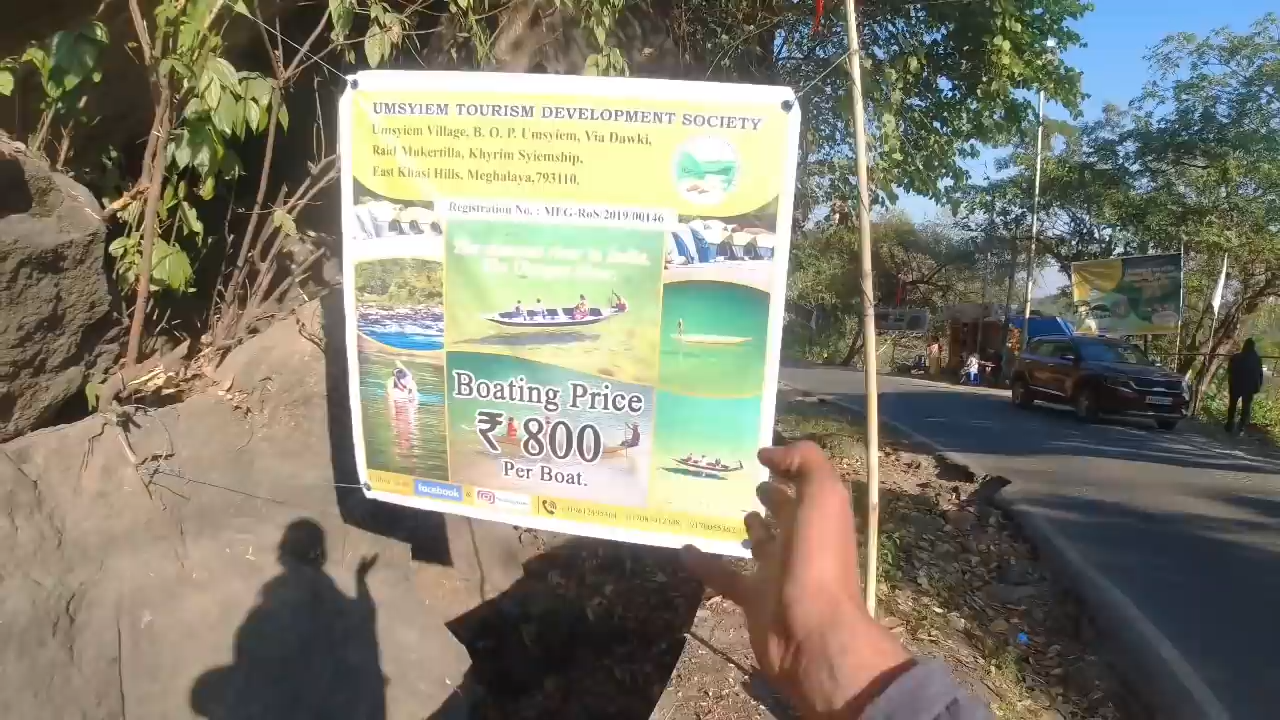 UMSYIEM TOURISM DEVELOPMENT SOCIETY
Umsyiem Village, B. O. P. Umsyiem, Via Dawki,
Raid Mukertilla, Khyrim Syiemship,
East Khasi Hills, Meghalaya,793110,
Registration No. : MEG-RoS/2019/00146
Boating Price
₹ 800
Per Boat.
facebook &